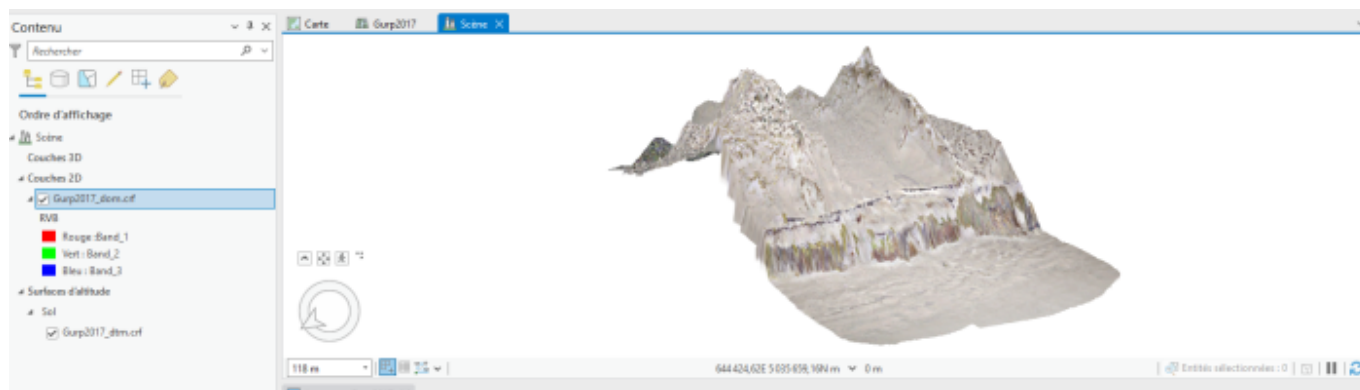 Contenu
Rechercher
Ordre d'affichage
Scène
Couches 3D
Couches 2D
Gurp2017_dom.crf
RVB
Rouge :Band_1
Vert : Band_2
Bleu : Band_3
Surfaces d'altitude
Sol
Gurp2017_dtm.crf
Carte
Gurp2017
Scène
118 m
644 424,62E 5 035 659,16N m
0 m
Entités sélectionnées : 0